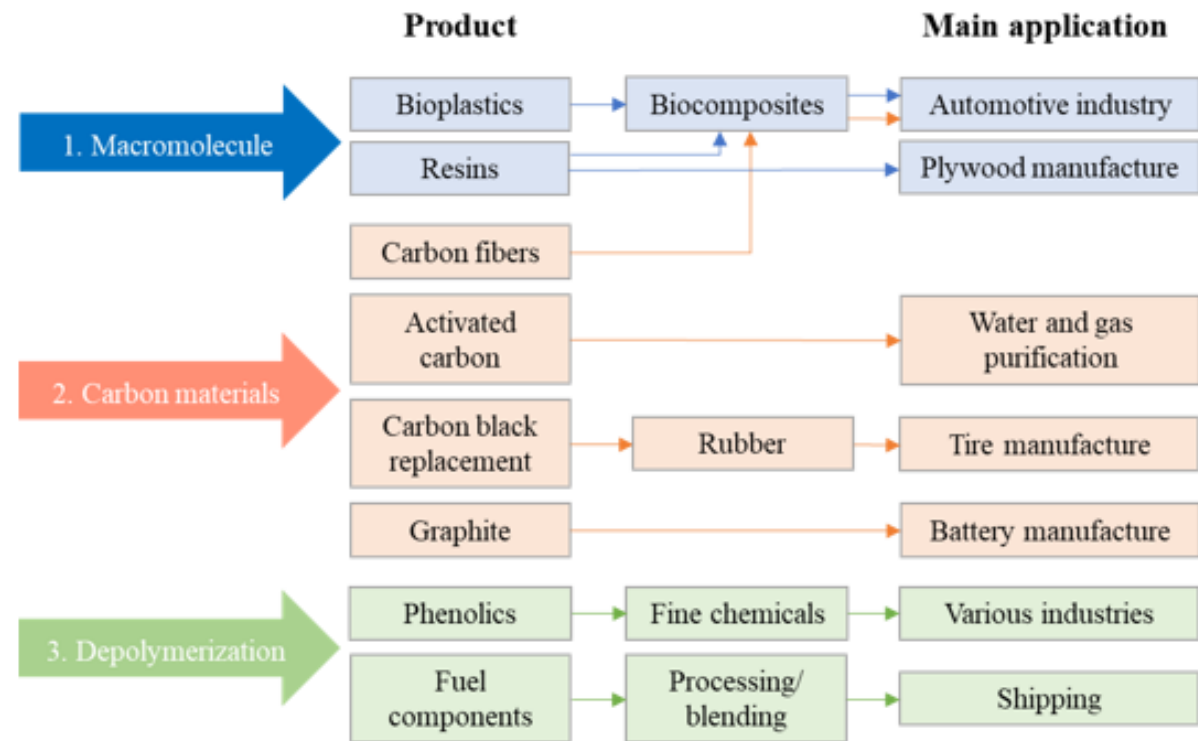 Product
Main application
1. Macromolecule
Bioplastics
Biocomposites
Automotive industry
Resins
Plywood manufacture
Carbon fibers
2. Carbon materials
Activated
carbon
Water and gas
purification
Carbon black
replacement
Rubber
Tire manufacture
Graphite
Battery manufacture
3. Depolymerization
Phenolics
Fine chemicals
Various industries
Fuel
components
Processing/
blending
Shipping